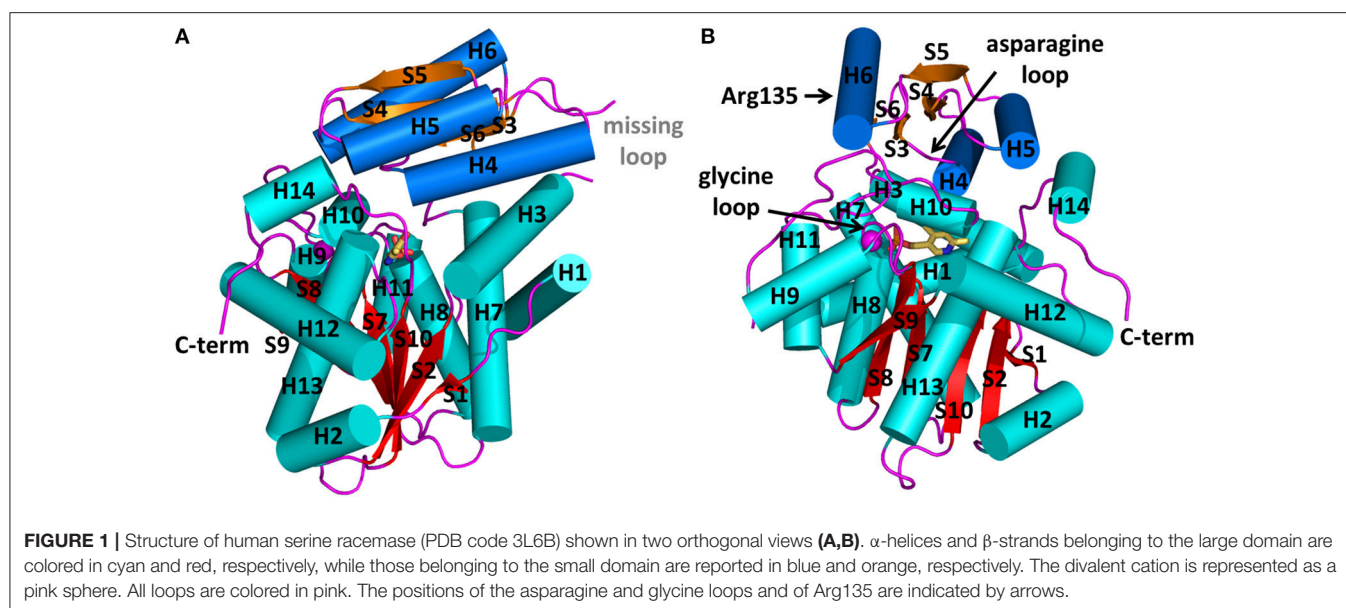 A
H6
S5
S4
H5
S6
S3
missing
loop
H4
H14
H10
H3
H9
S8
H11
H1
C-term
S9
H12
S7
H8
H7
S10
S2
H13
S1
H2
B
S5
asparagine
loop
H6
Arg135
S4
S6
S3
H5
glycine
loop
H3
H4
H7
H10
H14
H11
H1
H9
H8
S9
H12
C-term
S7
S1
S8
H13
S2
S10
H2
FIGURE 1 | Structure of human serine racemase (PDB code 3L6B) shown in two orthogonal views (A,B). α-helices and β-strands belonging to the large domain are
colored in cyan and red, respectively, while those belonging to the small domain are reported in blue and orange, respectively. The divalent cation is represented as a
pink sphere. All loops are colored in pink. The positions of the asparagine and glycine loops and of Arg135 are indicated by arrows.